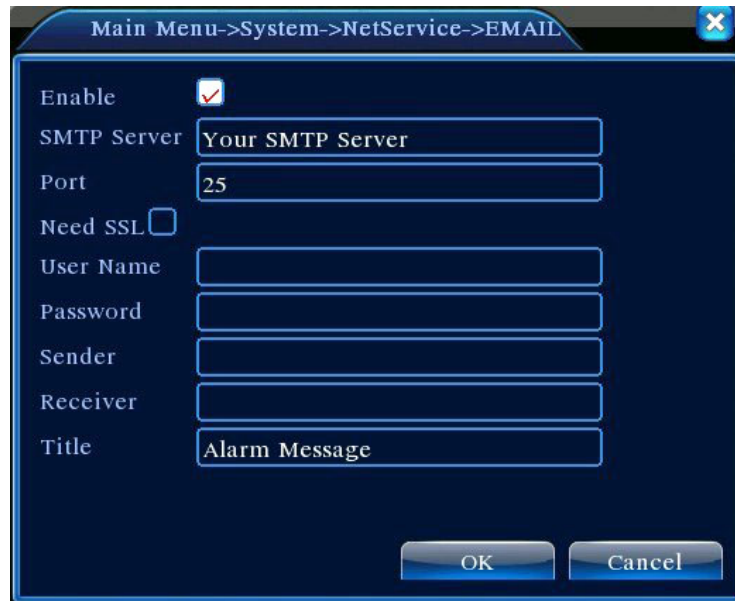 Main Menu->System->NetService->EMAIL
Enable
SMTP Server Your SMTP Server
Port 25
Need SSL
User Name
Password
Sender
Receiver
Title Alarm Message
OK Cancel